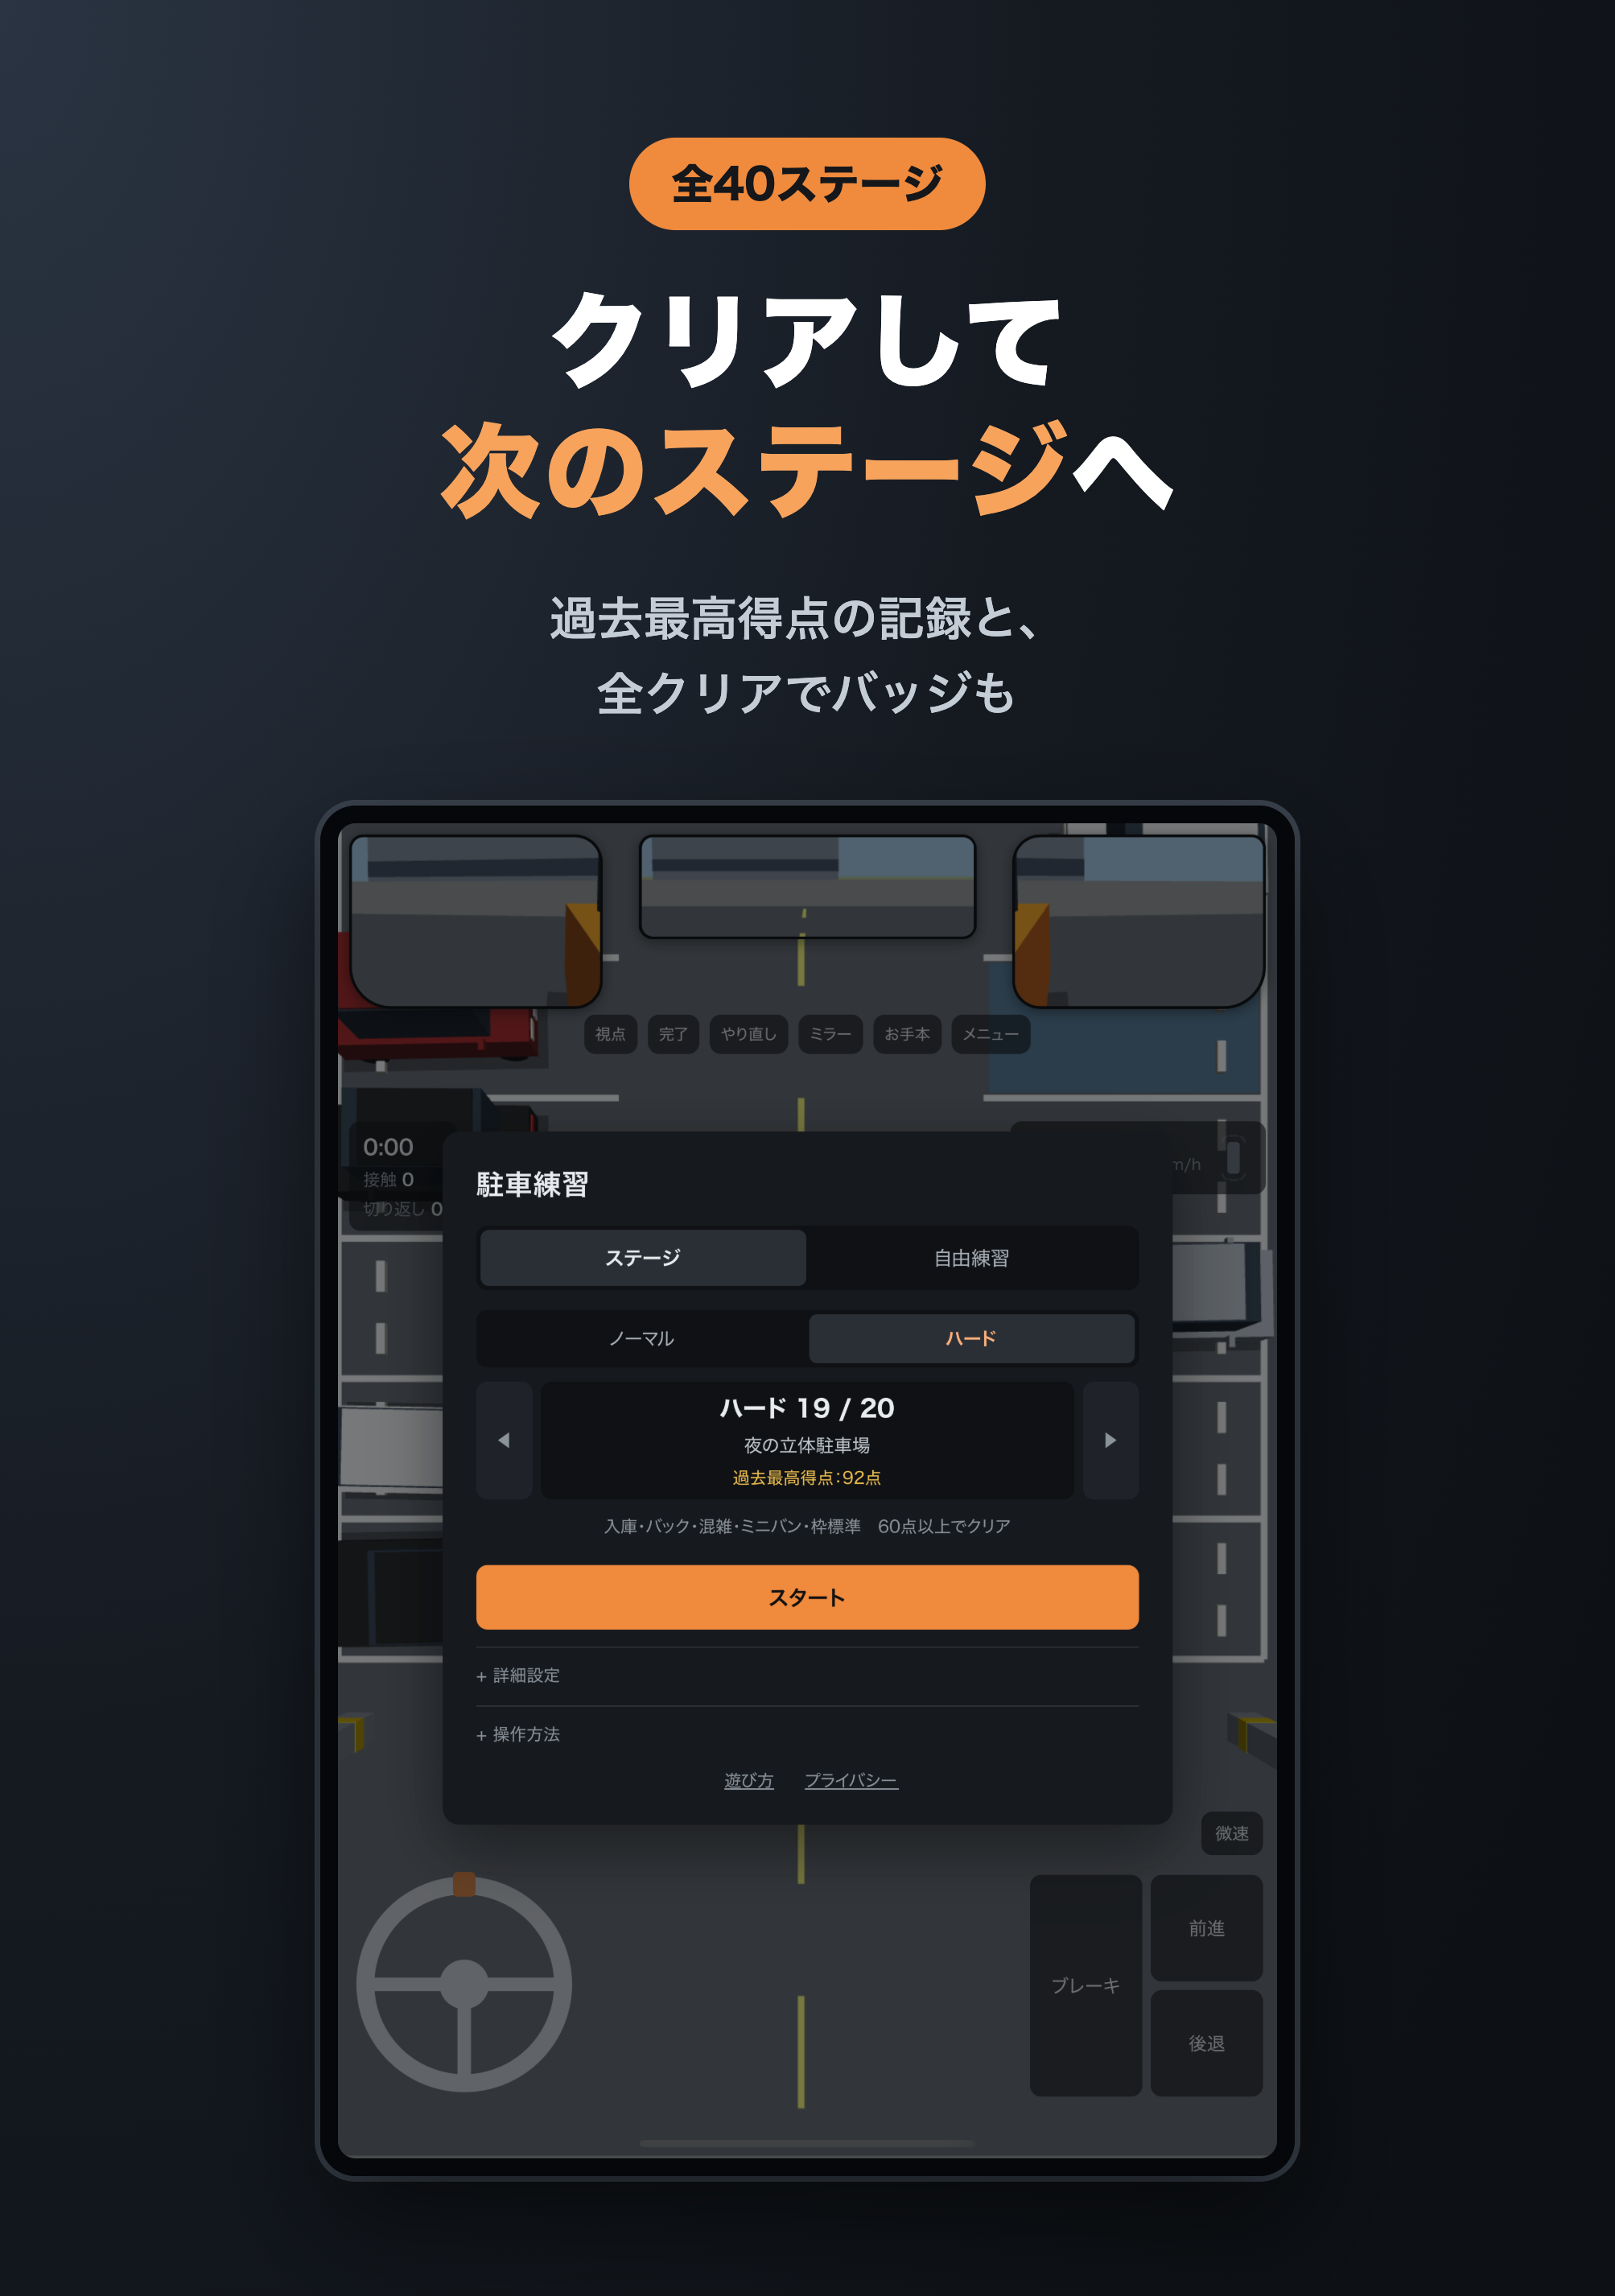 全40ステージ
クリアして
次のステージへ
過去最高得点の記録と、
全クリアでバッジも
視点 完了 やり直し ミラー お手本 メニュー
0:00
接触 0
切り返し 0
m/h
駐車練習
ステージ 自由練習
ノーマル ハード
◀ ハード 19 / 20 ▶
夜の立体駐車場
過去最高得点：92点
入庫・バック・混雑・ミニバン・枠標準　60点以上でクリア
スタート
+ 詳細設定
+ 操作方法
遊び方 プライバシー
微速
ブレーキ
前進
後退